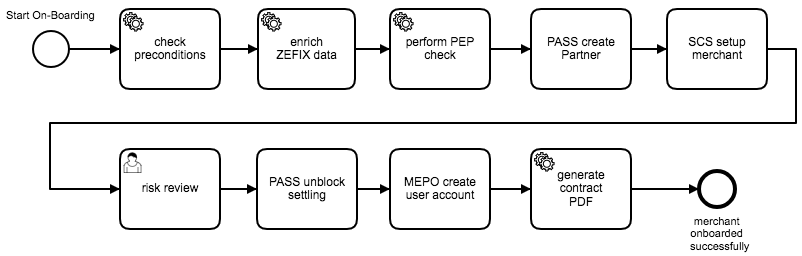 Start On-Boarding
check
preconditions
enrich
ZEFIX data
perform PEP
check
PASS create
Partner
SCS setup
merchant
risk review
PASS unblock
settling
MEPO create
user account
generate
contract
PDF
merchant
onboarded
successfully